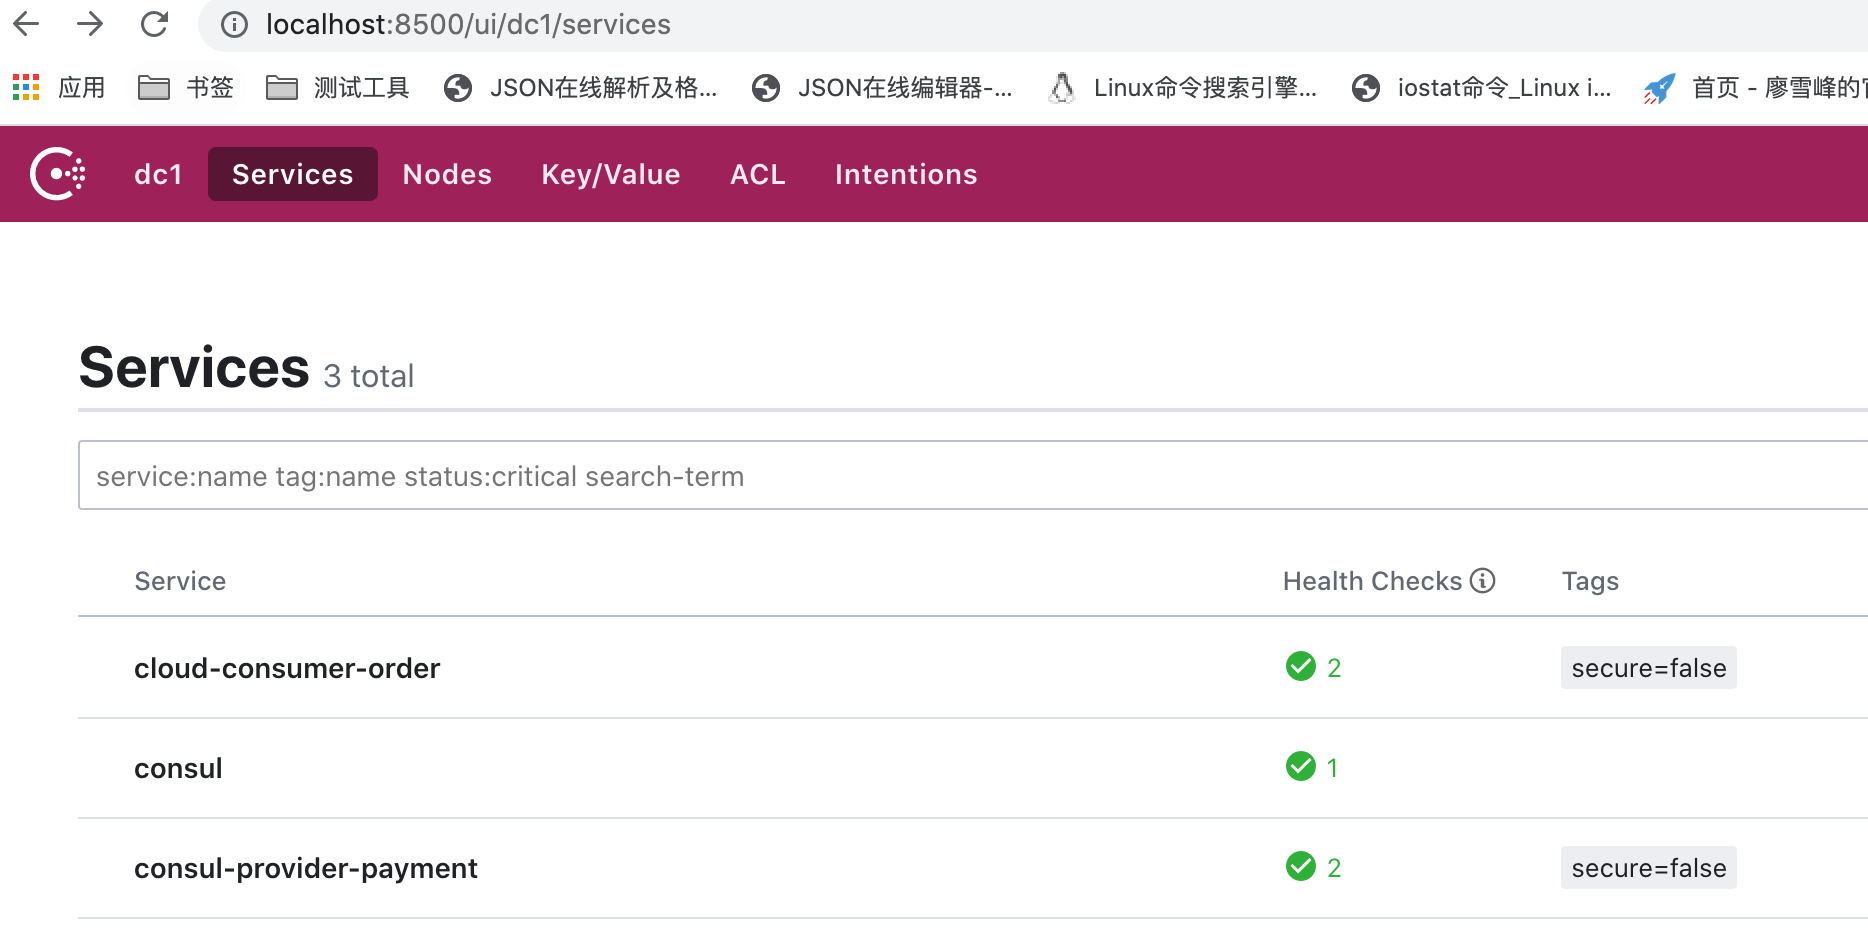 localhost:8500/ui/dc1/services
应用 书签 测试工具 JSON在线解析及格... JSON在线编辑器-... Linux命令搜索引擎... iostat命令_Linux i... 首页 - 廖雪峰的
dc1 Services Nodes Key/Value ACL Intentions
Services 3 total
service:name tag:name status:critical search-term
Service Health Checks Tags
cloud-consumer-order 2 secure=false
consul 1
consul-provider-payment 2 secure=false